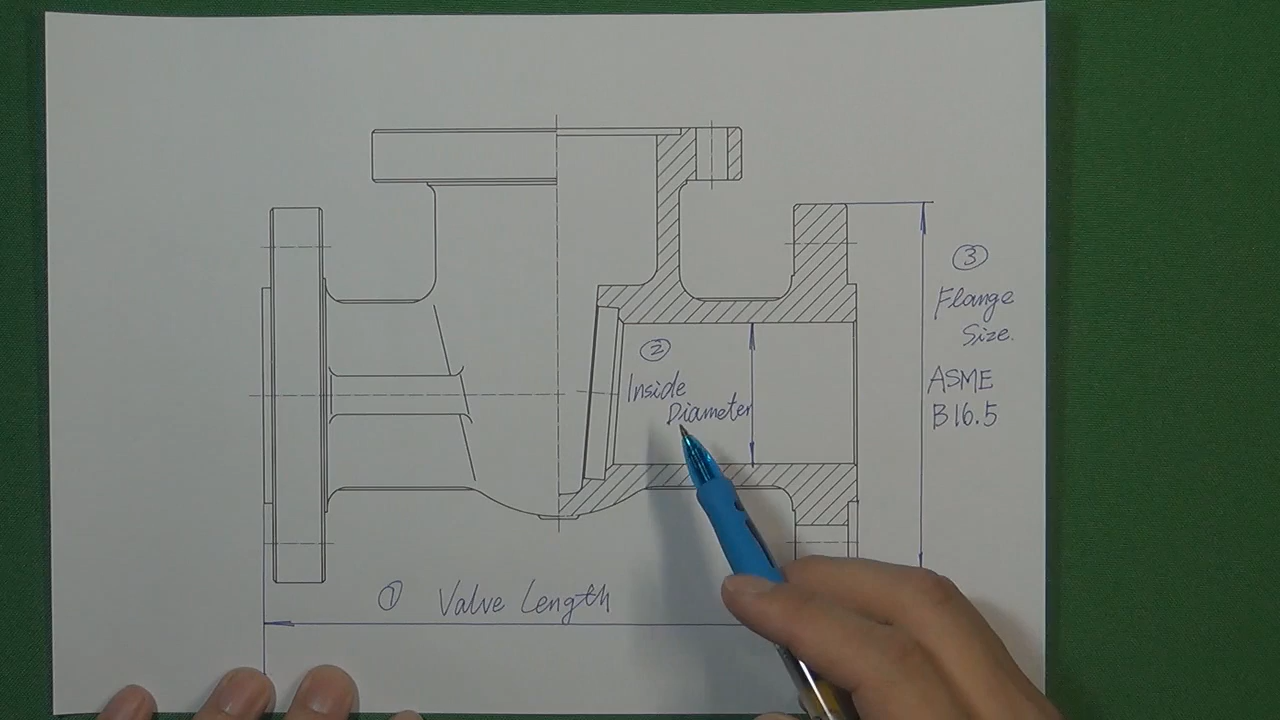 ③
Flange
Size.
ASME
B16.5
②
Inside
Diameter
① Valve Length